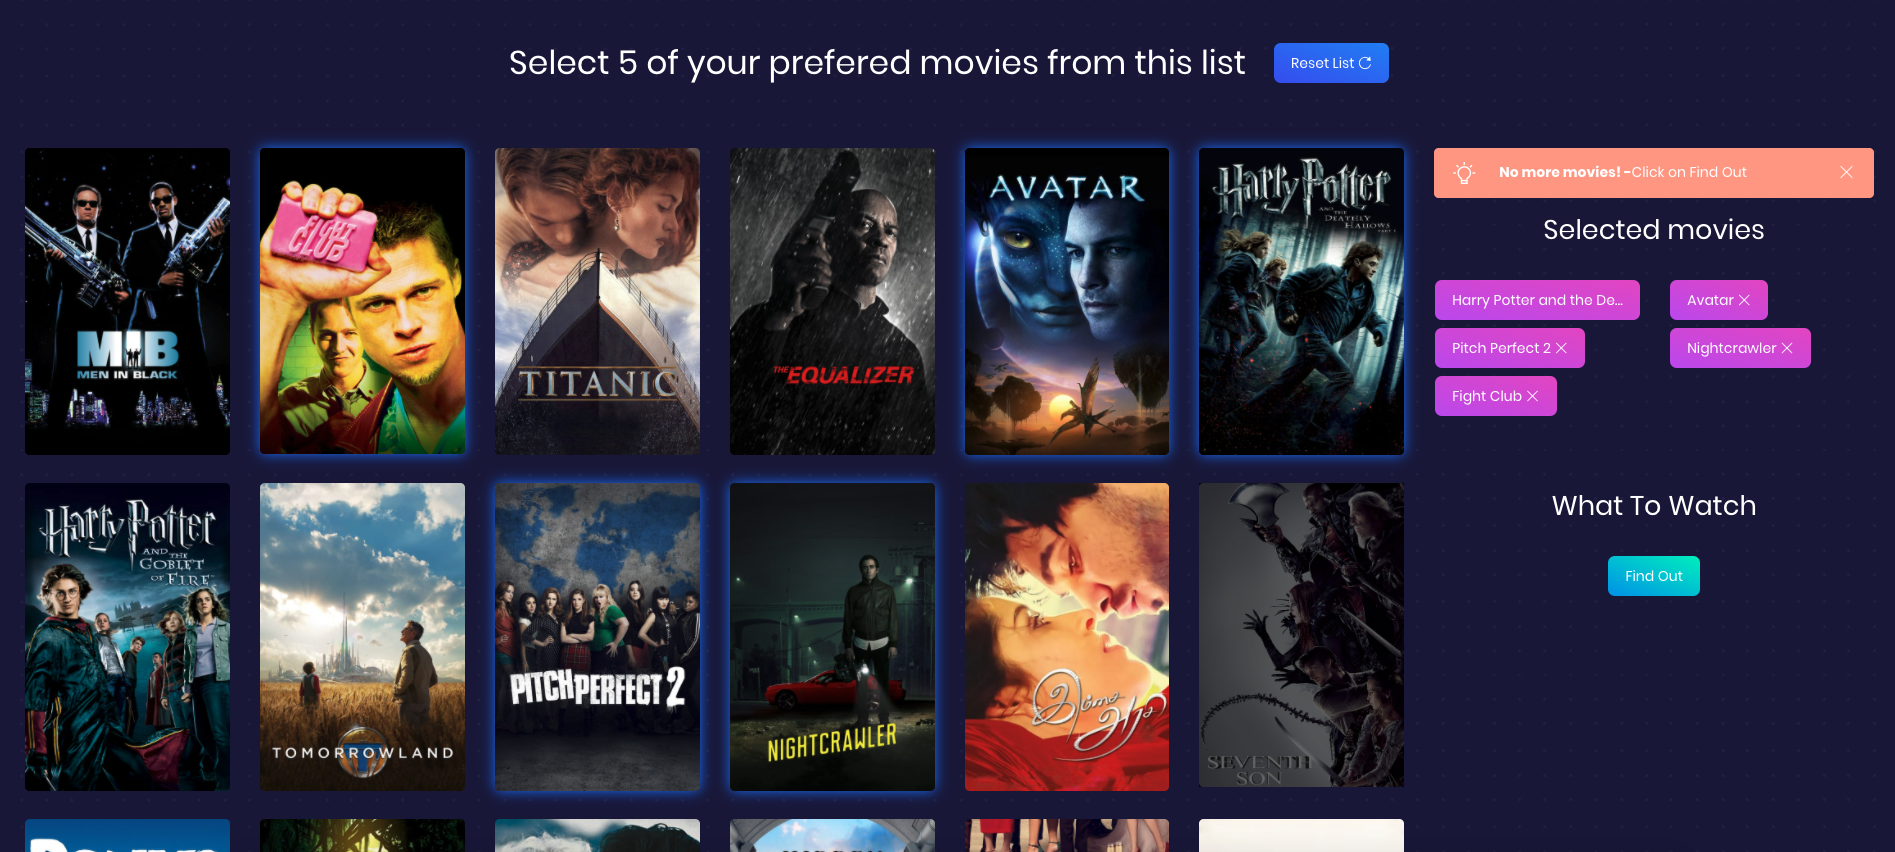 Select 5 of your prefered movies from this list
Reset List
No more movies! -Click on Find Out
Selected movies
Harry Potter and the De...
Avatar
Pitch Perfect 2
Nightcrawler
Fight Club
What To Watch
Find Out
MIB
MEN IN BLACK
FIGHT
CLUB
TITANIC
THE EQUALIZER
AVATAR
Harry Potter
AND THE
DEATHLY
HALLOWS
Harry Potter
AND THE
GOBLET
OF FIRE
TOMORROWLAND
PITCH PERFECT 2
NIGHTCRAWLER
இம்சை
அரசி
SEVENTH
SON